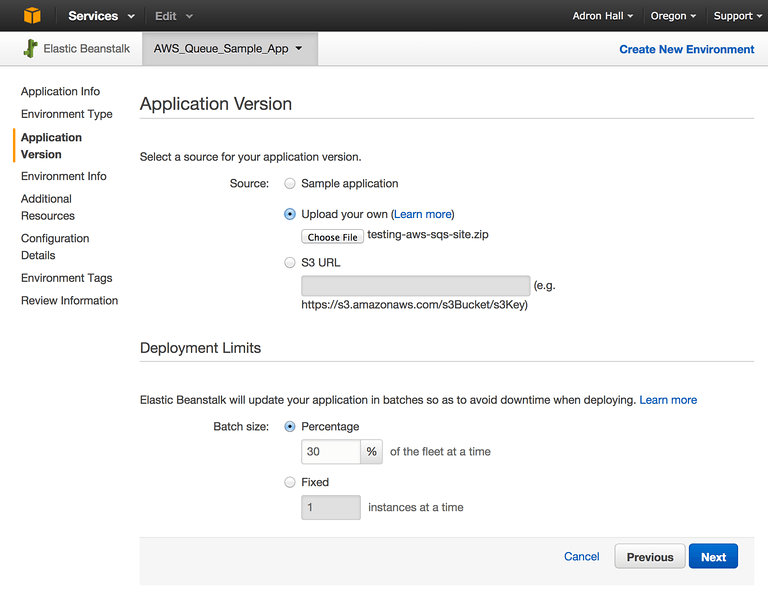 Services Edit Adron Hall Oregon Support
Elastic Beanstalk AWS_Queue_Sample_App Create New Environment
Application Info
Environment Type
Application
Version
Environment Info
Additional
Resources
Configuration
Details
Environment Tags
Review Information
Application Version
Select a source for your application version.
Source: Sample application
Upload your own (Learn more)
Choose File testing-aws-sqs-site.zip
S3 URL
(e.g.
https://s3.amazonaws.com/s3Bucket/s3Key)
Deployment Limits
Elastic Beanstalk will update your application in batches so as to avoid downtime when deploying. Learn more
Batch size: Percentage
30 % of the fleet at a time
Fixed
1 instances at a time
Cancel Previous Next